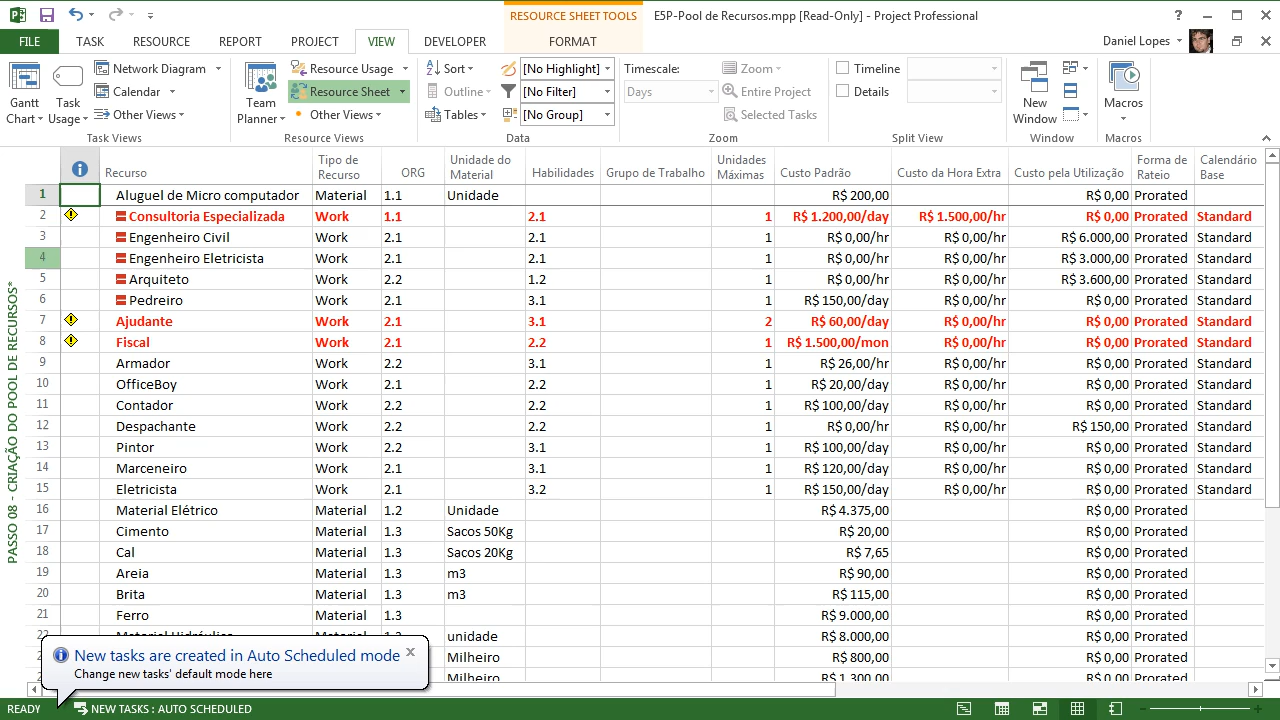 RESOURCE SHEET TOOLS
E5P-Pool de Recursos.mpp [Read-Only] - Project Professional
FILE TASK RESOURCE REPORT PROJECT VIEW DEVELOPER FORMAT
Daniel Lopes
Network Diagram
Calendar
Other Views
Gantt Chart
Task Usage
Task Views
Team Planner
Resource Usage
Resource Sheet
Other Views
Resource Views
Sort
Outline
Tables
[No Highlight]
[No Filter]
[No Group]
Data
Timescale:
Days
Zoom
Entire Project
Selected Tasks
Zoom
Timeline
Details
Split View
New Window
Window
Macros
Macros
Recurso Tipo de Recurso ORG Unidade do Material Habilidades Grupo de Trabalho Unidades Máximas Custo Padrão Custo da Hora Extra Custo pela Utilização Forma de Rateio Calendário Base
1 Aluguel de Micro computador Material 1.1 Unidade R$ 200,00 R$ 0,00 Prorated
2 Consultoria Especializada Work 1.1 2.1 1 R$ 1.200,00/day R$ 1.500,00/hr R$ 0,00 Prorated Standard
3 Engenheiro Civil Work 2.1 2.1 1 R$ 0,00/hr R$ 0,00/hr R$ 6.000,00 Prorated Standard
4 Engenheiro Eletricista Work 2.1 2.1 1 R$ 0,00/hr R$ 0,00/hr R$ 3.000,00 Prorated Standard
5 Arquiteto Work 2.2 1.2 1 R$ 0,00/hr R$ 0,00/hr R$ 3.600,00 Prorated Standard
6 Pedreiro Work 2.1 3.1 1 R$ 150,00/day R$ 0,00/hr R$ 0,00 Prorated Standard
7 Ajudante Work 2.1 3.1 2 R$ 60,00/day R$ 0,00/hr R$ 0,00 Prorated Standard
8 Fiscal Work 2.1 2.2 1 R$ 1.500,00/mon R$ 0,00/hr R$ 0,00 Prorated Standard
9 Armador Work 2.2 3.1 1 R$ 26,00/hr R$ 0,00/hr R$ 0,00 Prorated Standard
10 OfficeBoy Work 2.1 2.2 1 R$ 20,00/day R$ 0,00/hr R$ 0,00 Prorated Standard
11 Contador Work 2.2 2.2 1 R$ 100,00/day R$ 0,00/hr R$ 0,00 Prorated Standard
12 Despachante Work 2.2 2.2 1 R$ 0,00/hr R$ 0,00/hr R$ 150,00 Prorated Standard
13 Pintor Work 2.2 3.1 1 R$ 100,00/day R$ 0,00/hr R$ 0,00 Prorated Standard
14 Marceneiro Work 2.1 3.1 1 R$ 120,00/day R$ 0,00/hr R$ 0,00 Prorated Standard
15 Eletricista Work 2.1 3.2 1 R$ 150,00/day R$ 0,00/hr R$ 0,00 Prorated Standard
16 Material Elétrico Material 1.2 Unidade R$ 4.375,00 R$ 0,00 Prorated
17 Cimento Material 1.3 Sacos 50Kg R$ 20,00 R$ 0,00 Prorated
18 Cal Material 1.3 Sacos 20Kg R$ 7,65 R$ 0,00 Prorated
19 Areia Material 1.3 m3 R$ 90,00 R$ 0,00 Prorated
20 Brita Material 1.3 m3 R$ 115,00 R$ 0,00 Prorated
21 Ferro Material 1.3 R$ 9.000,00 R$ 0,00 Prorated
unidade R$ 8.000,00 R$ 0,00 Prorated
Milheiro R$ 800,00 R$ 0,00 Prorated
Milheiro R$ 1.300,00 R$ 0,00 Prorated
PASSO 08 - CRIAÇÃO DO POOL DE RECURSOS*
New tasks are created in Auto Scheduled mode
Change new tasks' default mode here
READY NEW TASKS : AUTO SCHEDULED